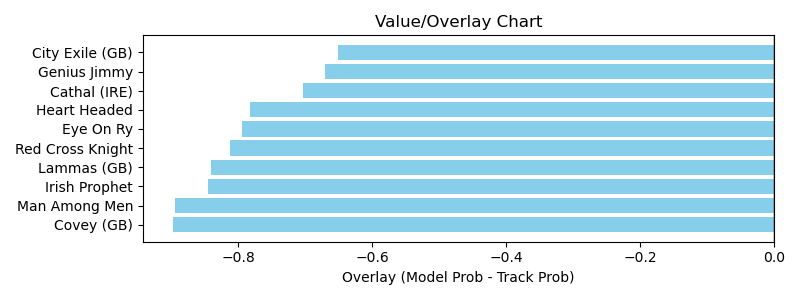 Value/Overlay Chart
City Exile (GB)
Genius Jimmy
Cathal (IRE)
Heart Headed
Eye On Ry
Red Cross Knight
Lammas (GB)
Irish Prophet
Man Among Men
Covey (GB)
−0.8 −0.6 −0.4 −0.2 0.0
Overlay (Model Prob - Track Prob)